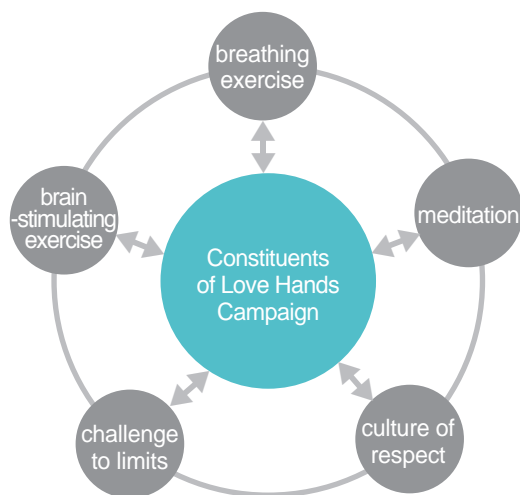 breathing
exercise
brain
-stimulating
exercise
meditation
Constituents
of Love Hands
Campaign
challenge
to limits
culture of
respect